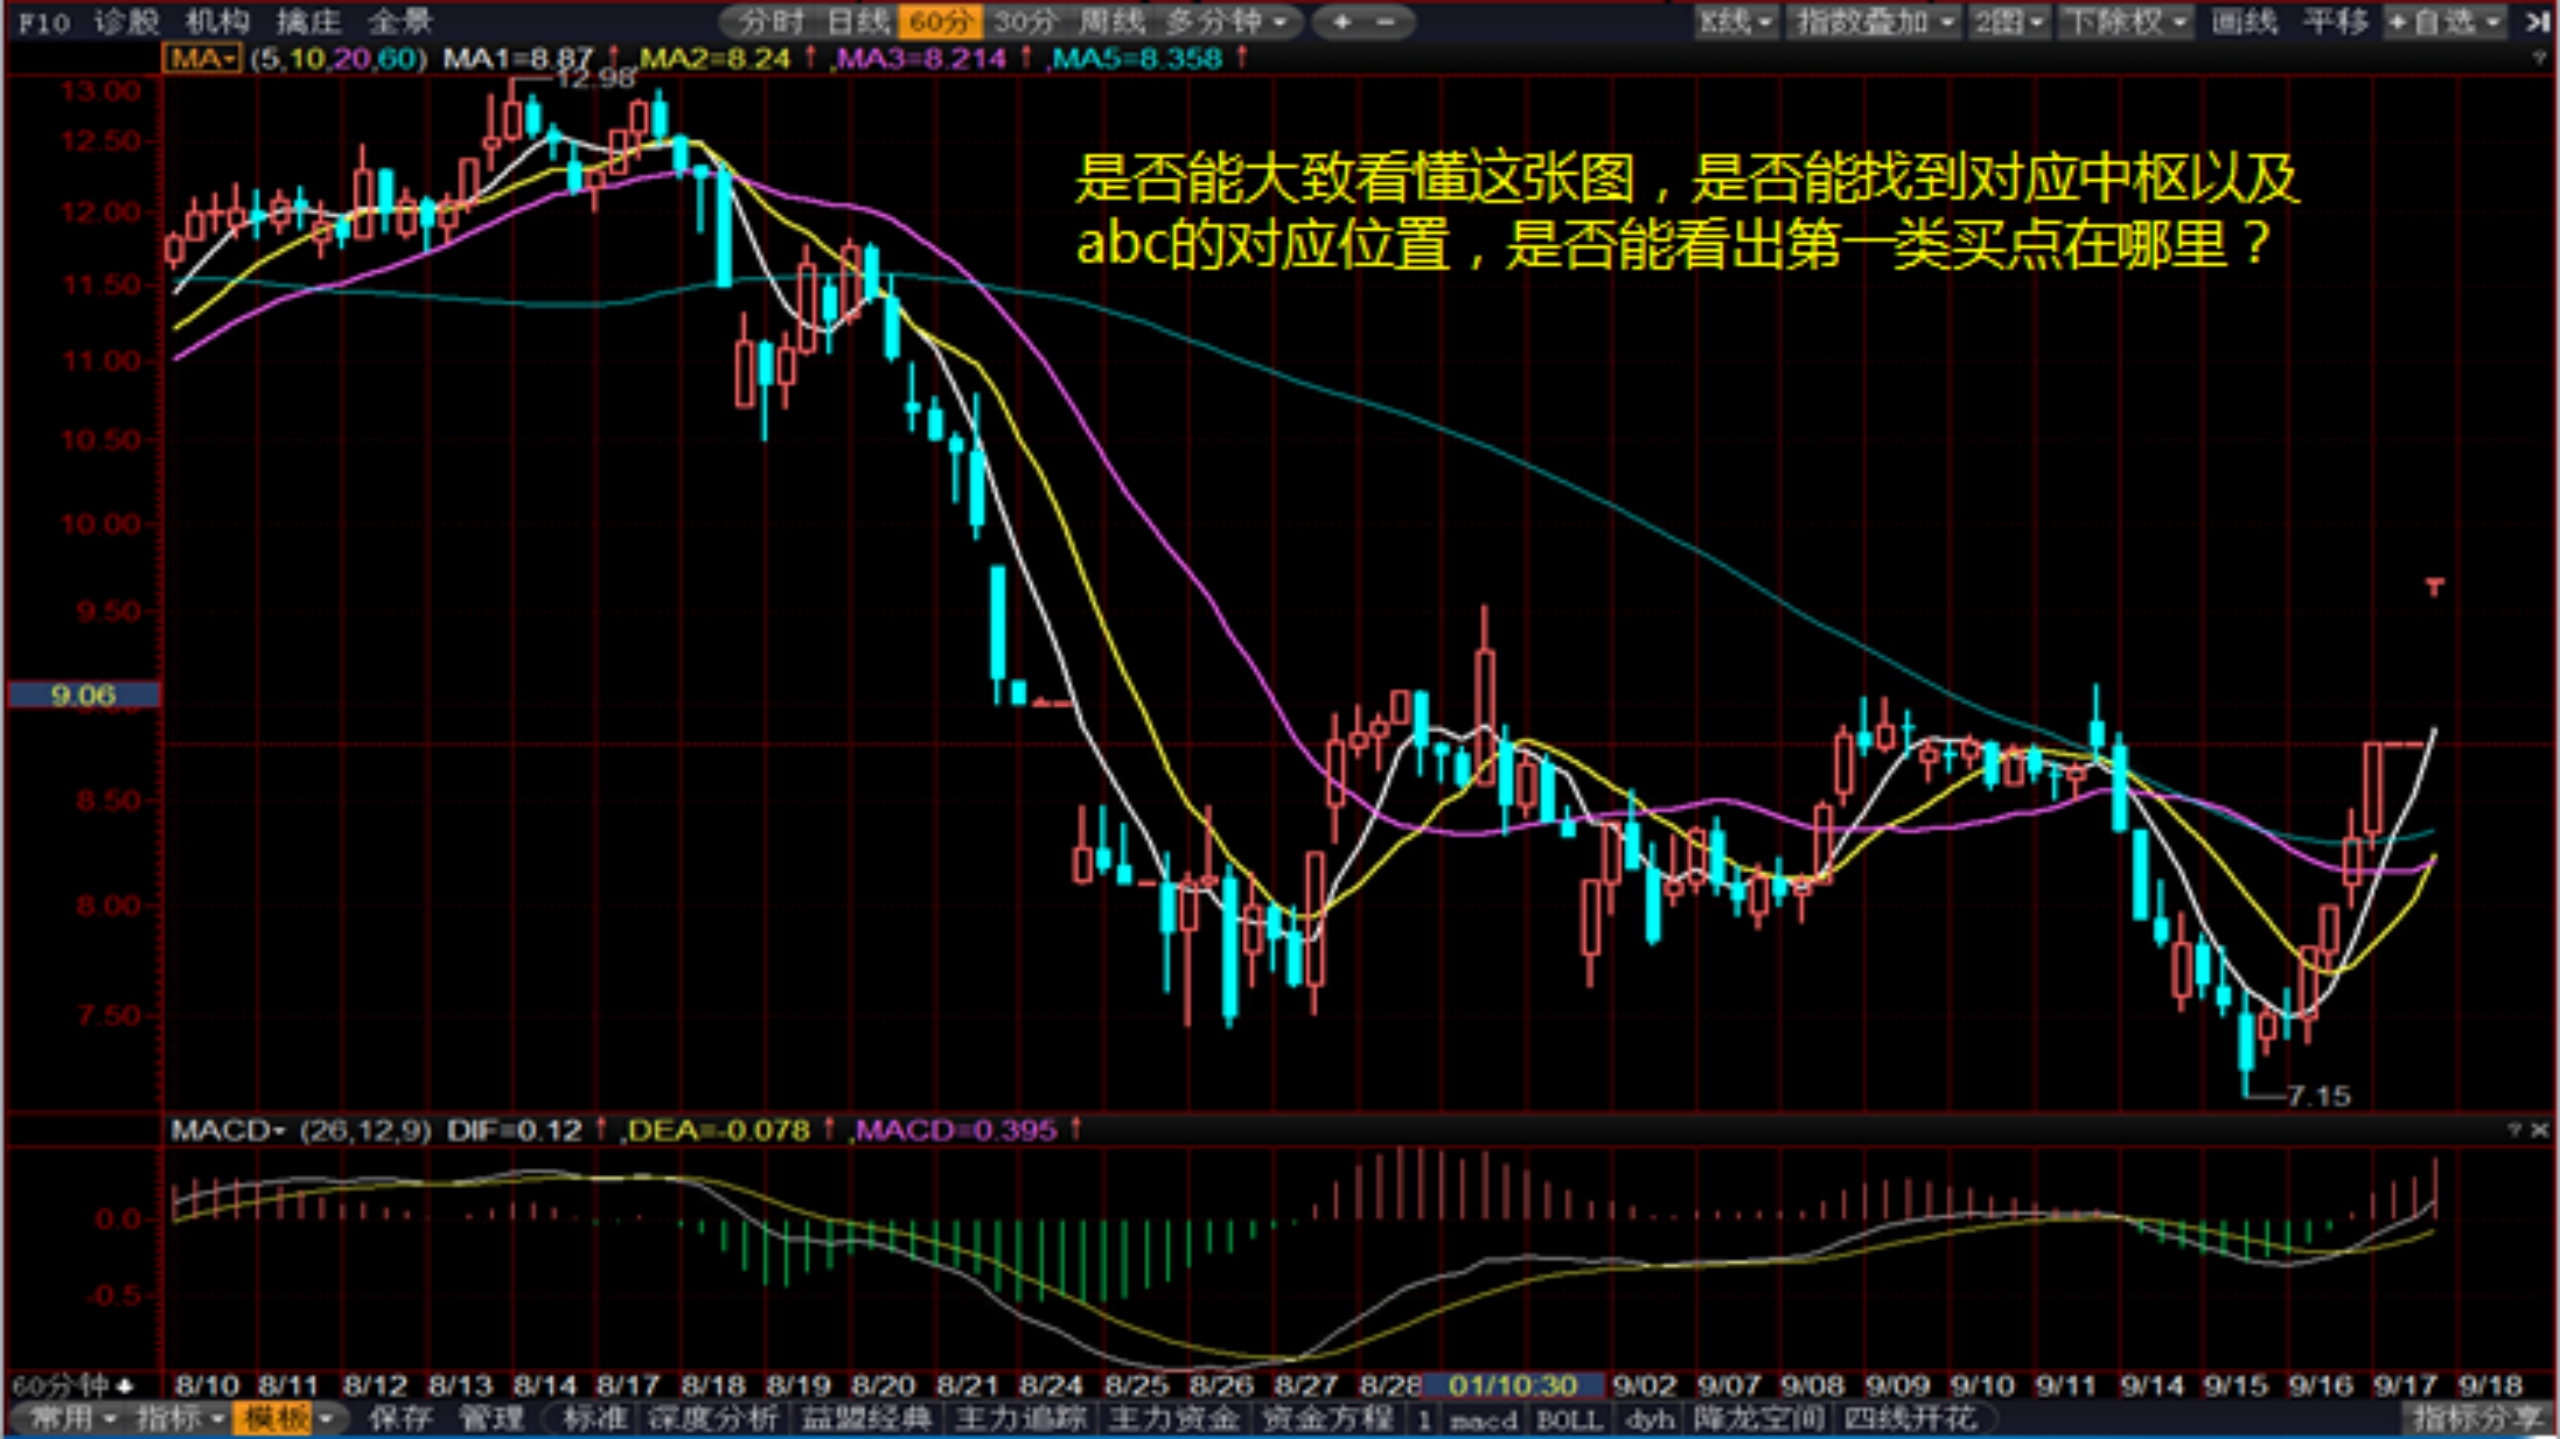 F10 诊股 机构 擒庄 全景 分时 日线 60分 30分 周线 多分钟 + - K线 指数叠加 2图 下除权 画线 平移 +自选
MA (5,10,20,60) MA1=8.87↑ ,MA2=8.24↑ ,MA3=8.214↑ ,MA5=8.358↑ ?
12.98
13.00
12.50
是否能大致看懂这张图，是否能找到对应中枢以及
12.00
abc的对应位置，是否能看出第一类买点在哪里？
11.50
11.00
10.50
10.00
9.50
9.06
8.50
8.00
7.50
7.15
MACD (26,12,9) DIF=0.12↑ ,DEA=-0.078↑ ,MACD=0.395↑ ? ×
0.0
-0.5
60分钟 8/10 8/11 8/12 8/13 8/14 8/17 8/18 8/19 8/20 8/21 8/24 8/25 8/26 8/27 8/28 01/10:30 9/02 9/07 9/08 9/09 9/10 9/11 9/14 9/15 9/16 9/17 9/18
常用 指标 模板 保存 管理 标准 深度分析 益盟经典 主力追踪 主力资金 资金方程 1 macd BOLL dyh 降龙空间 四线开花 指标分享